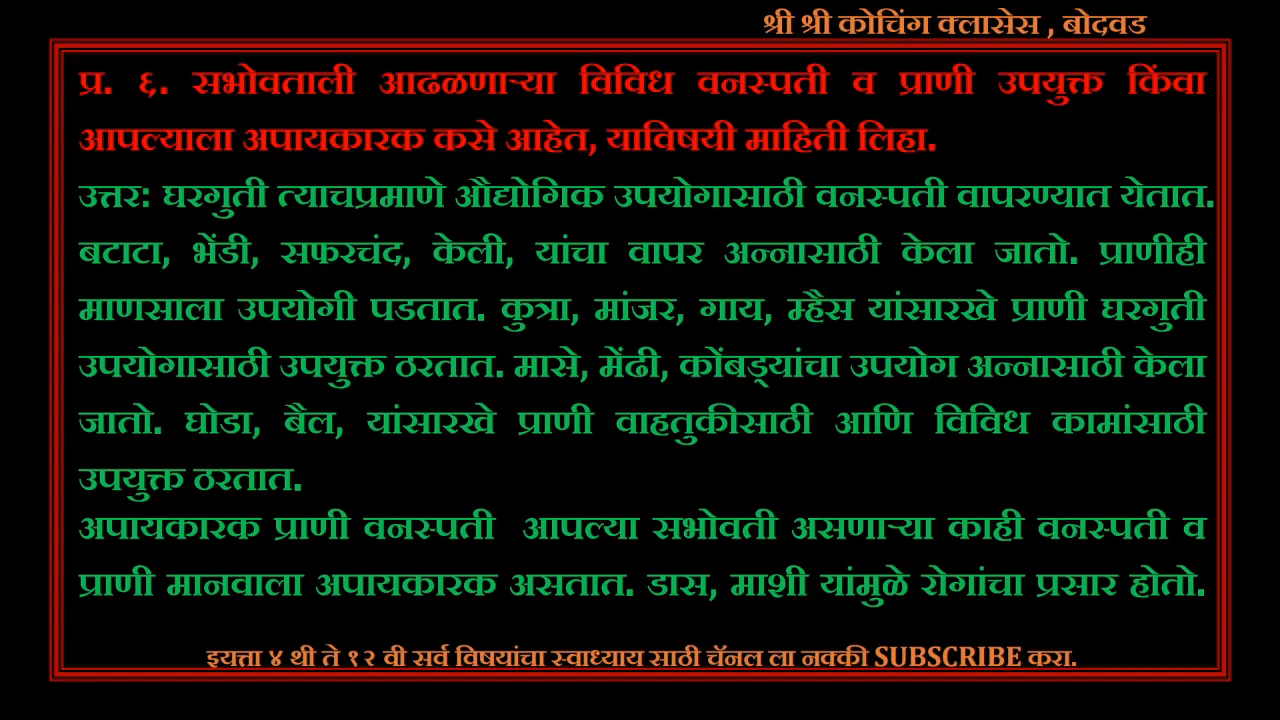 श्री श्री कोचिंग क्लासेस , बोदवड
प्र. ६. सभोवताली आढळणाऱ्या विविध वनस्पती व प्राणी उपयुक्त किंवा
आपल्याला अपायकारक कसे आहेत, याविषयी माहिती लिहा.
उत्तर: घरगुती त्याचप्रमाणे औद्योगिक उपयोगासाठी वनस्पती वापरण्यात येतात.
बटाटा, भेंडी, सफरचंद, केली, यांचा वापर अन्नासाठी केला जातो. प्राणीही
माणसाला उपयोगी पडतात. कुत्रा, मांजर, गाय, म्हैस यांसारखे प्राणी घरगुती
उपयोगासाठी उपयुक्त ठरतात. मासे, मेंढी, कोंबड्यांचा उपयोग अन्नासाठी केला
जातो. घोडा, बैल, यांसारखे प्राणी वाहतुकीसाठी आणि विविध कामांसाठी
उपयुक्त ठरतात.
अपायकारक प्राणी वनस्पती आपल्या सभोवती असणाऱ्या काही वनस्पती व
प्राणी मानवाला अपायकारक असतात. डास, माशी यांमुळे रोगांचा प्रसार होतो.
इयत्ता ४ थी ते १२ वी सर्व विषयांचा स्वाध्याय साठी चॅनल ला नक्की SUBSCRIBE करा.